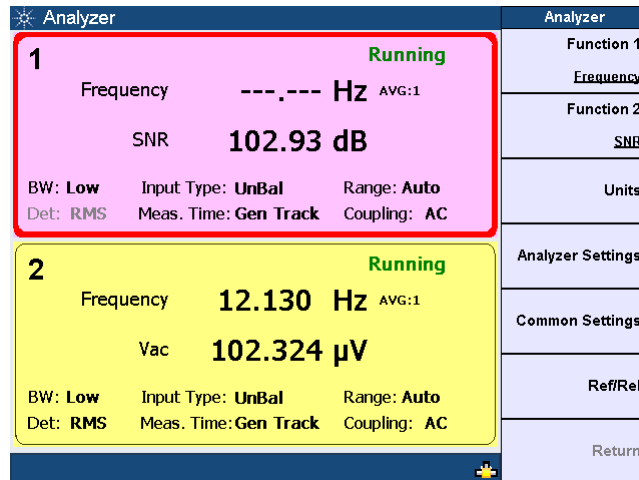 Analyzer
1
Running
Frequency ---.--- Hz AVG:1
SNR 102.93 dB
BW: Low Input Type: UnBal Range: Auto
Det: RMS Meas. Time: Gen Track Coupling: AC
2
Running
Frequency 12.130 Hz AVG:1
Vac 102.324 µV
BW: Low Input Type: UnBal Range: Auto
Det: RMS Meas. Time: Gen Track Coupling: AC
Analyzer
Function 1
Frequency
Function 2
SNR
Units
Analyzer Settings
Common Settings
Ref/Rel
Return